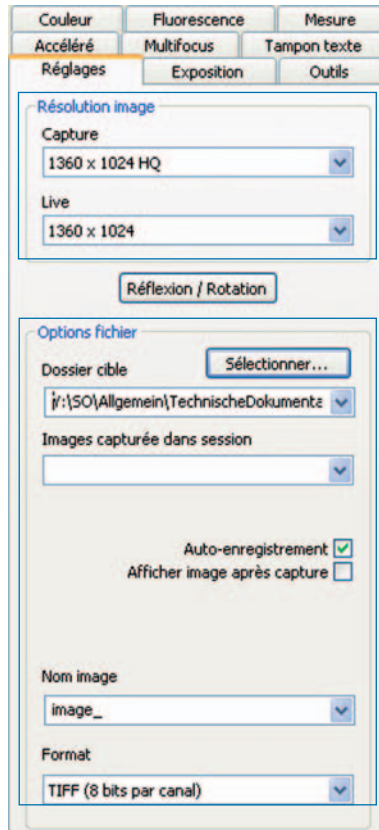 Couleur Fluorescence Mesure
Accéléré Multifocus Tampon texte
Réglages Exposition Outils
Résolution image
Capture
1360 x 1024 HQ
Live
1360 x 1024
Réflexion / Rotation
Options fichier
Dossier cible Sélectionner...
:\SO\Allgemein\TechnischeDokumenta
Images capturée dans session
Auto-enregistrement
Afficher image après capture
Nom image
image_
Format
TIFF (8 bits par canal)